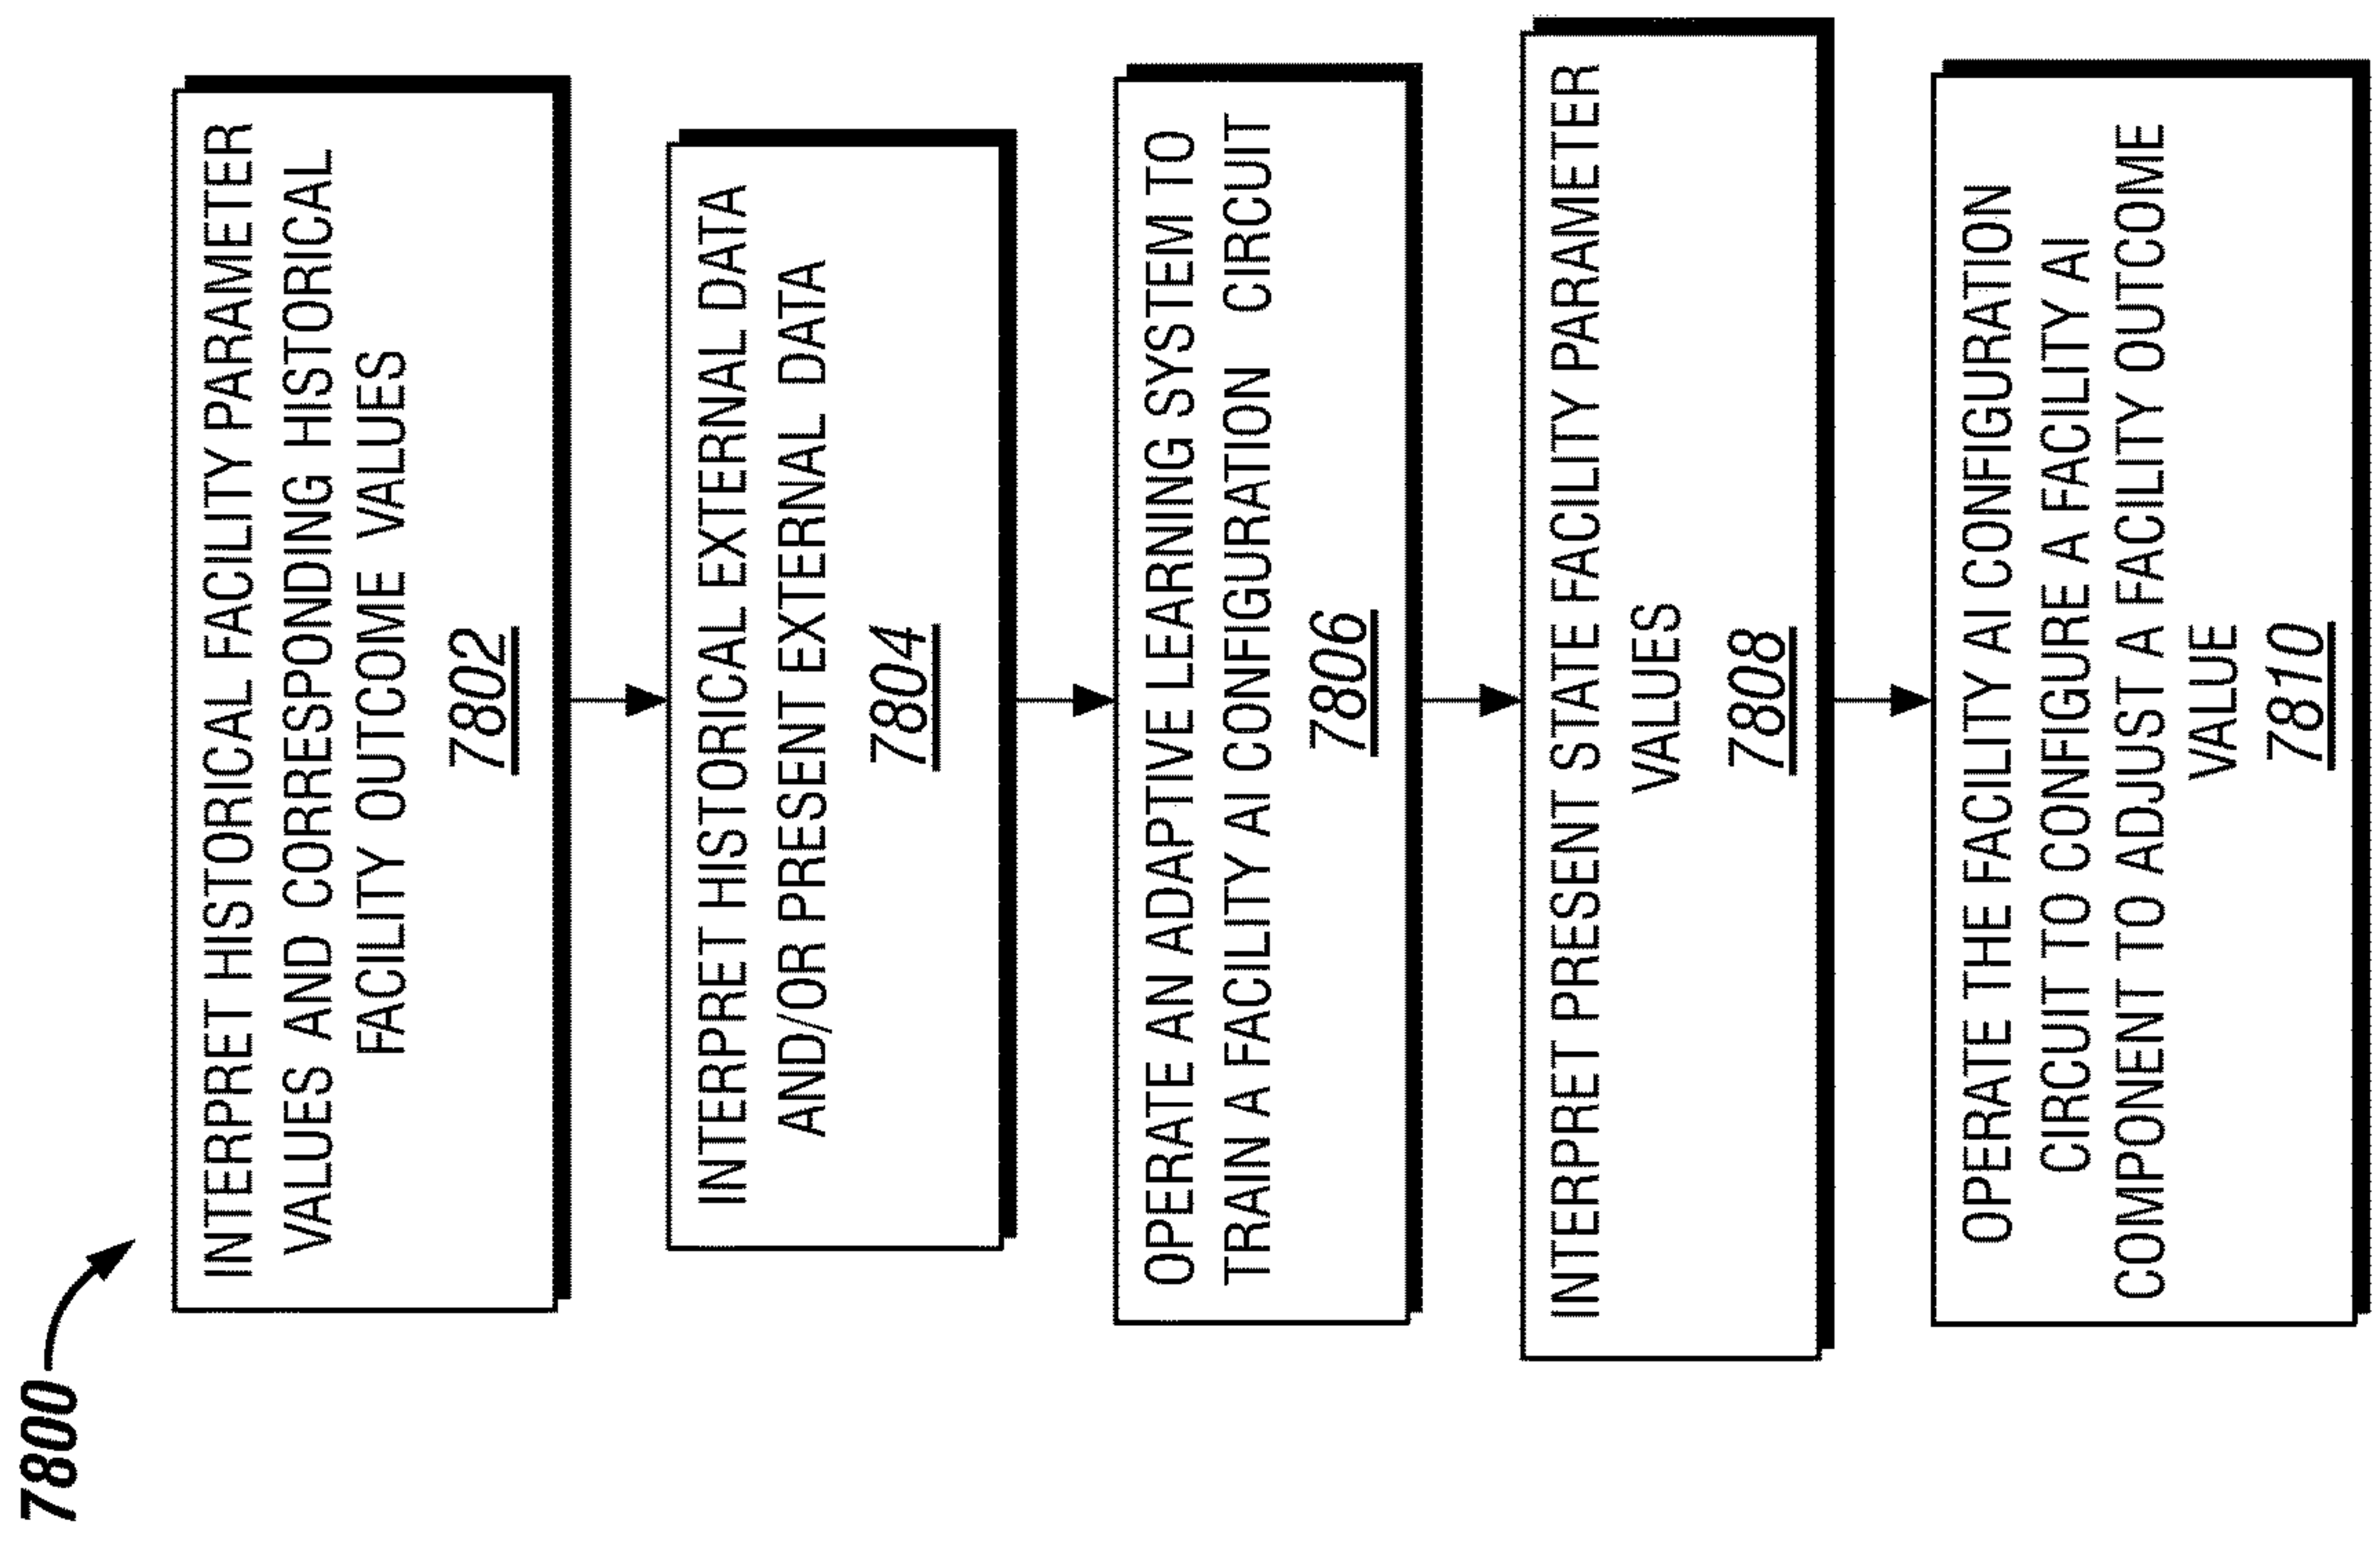 7800
INTERPRET HISTORICAL FACILITY PARAMETER
VALUES AND CORRESPONDING HISTORICAL
FACILITY OUTCOME VALUES
7802
INTERPRET HISTORICAL EXTERNAL DATA
AND/OR PRESENT EXTERNAL DATA
7804
OPERATE AN ADAPTIVE LEARNING SYSTEM TO
TRAIN A FACILITY AI CONFIGURATION CIRCUIT
7806
INTERPRET PRESENT STATE FACILITY PARAMETER
VALUES
7808
OPERATE THE FACILITY AI CONFIGURATION
CIRCUIT TO CONFIGURE A FACILITY AI
COMPONENT TO ADJUST A FACILITY OUTCOME
VALUE
7810